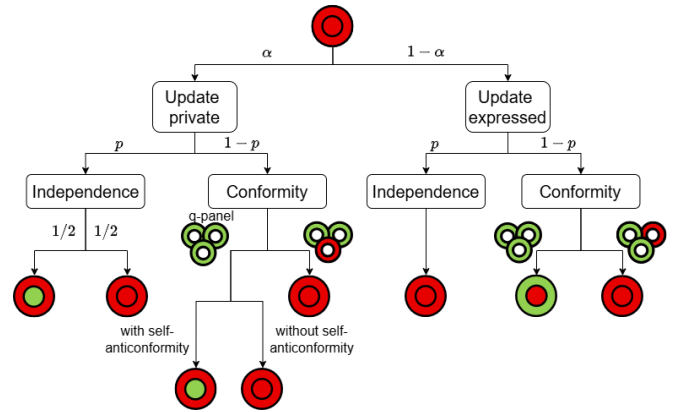 α
1 − α
Update
private
Update
expressed
p
1 − p
p
1 − p
Independence
Conformity
Independence
Conformity
q-panel
1/2
1/2
with self-
anticonformity
without self-
anticonformity